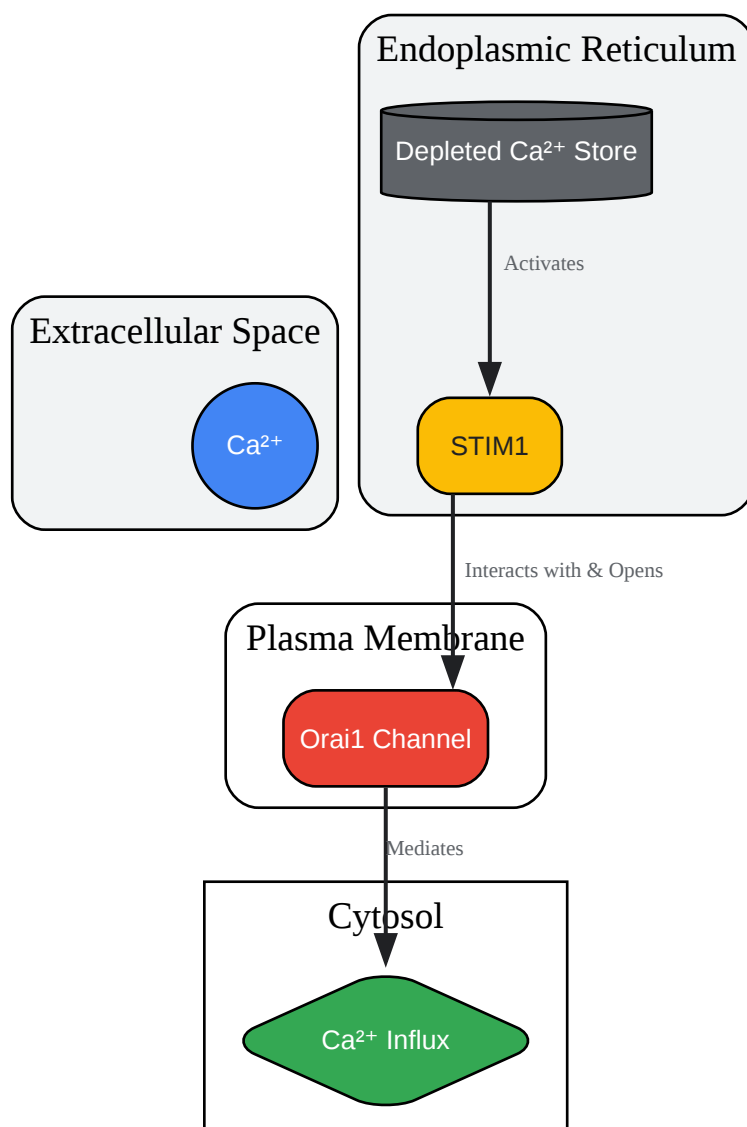 Endoplasmic Reticulum
Depleted Ca²⁺ Store
Activates
Extracellular Space
Ca²⁺
STIM1
Interacts with & Opens
Plasma Membrane
Orai1 Channel
Mediates
Cytosol
Ca²⁺ Influx